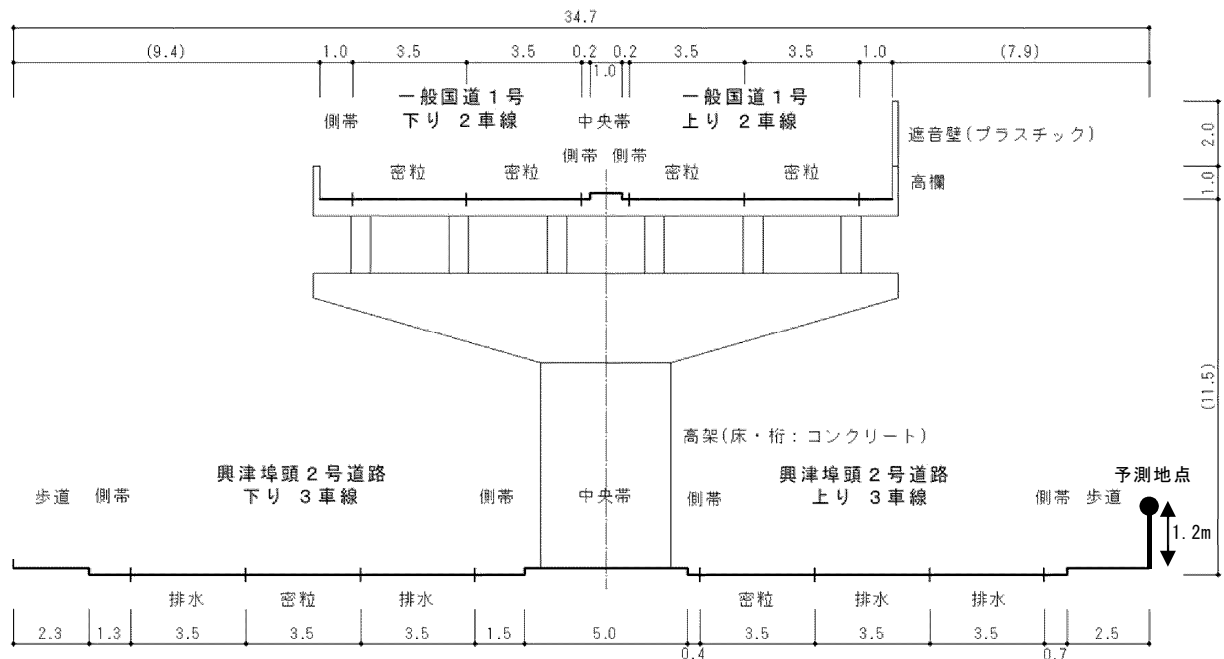 34.7
(9.4) 1.0 3.5 3.5 0.2 0.2 3.5 3.5 1.0 (7.9)
1.0
一般国道1号 一般国道1号
下り 2車線 上り 2車線
側帯 中央帯
側帯 側帯
密粒 密粒 密粒 密粒
遮音壁(プラスチック)
高欄
2.0
1.0
(11.5)
高架(床・桁：コンクリート)
興津埠頭2号道路 興津埠頭2号道路
下り 3車線 上り 3車線
予測地点
歩道 側帯 側帯 中央帯 側帯 側帯 歩道
1.2m
排水 密粒 排水 密粒 排水 排水
2.3 1.3 3.5 3.5 3.5 1.5 5.0 3.5 3.5 3.5 2.5
0.4 0.7